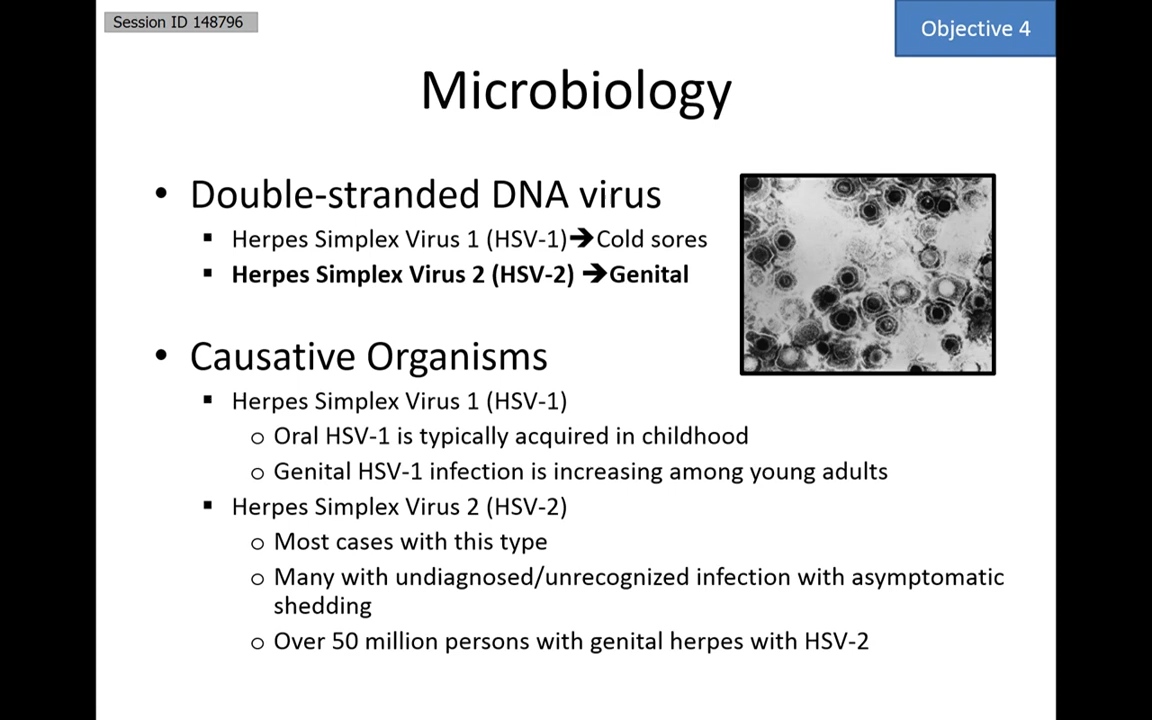 Session ID 148796
Objective 4
Microbiology
• Double-stranded DNA virus
▪ Herpes Simplex Virus 1 (HSV-1)➔Cold sores
▪ Herpes Simplex Virus 2 (HSV-2) ➔Genital
• Causative Organisms
▪ Herpes Simplex Virus 1 (HSV-1)
o Oral HSV-1 is typically acquired in childhood
o Genital HSV-1 infection is increasing among young adults
▪ Herpes Simplex Virus 2 (HSV-2)
o Most cases with this type
o Many with undiagnosed/unrecognized infection with asymptomatic
shedding
o Over 50 million persons with genital herpes with HSV-2